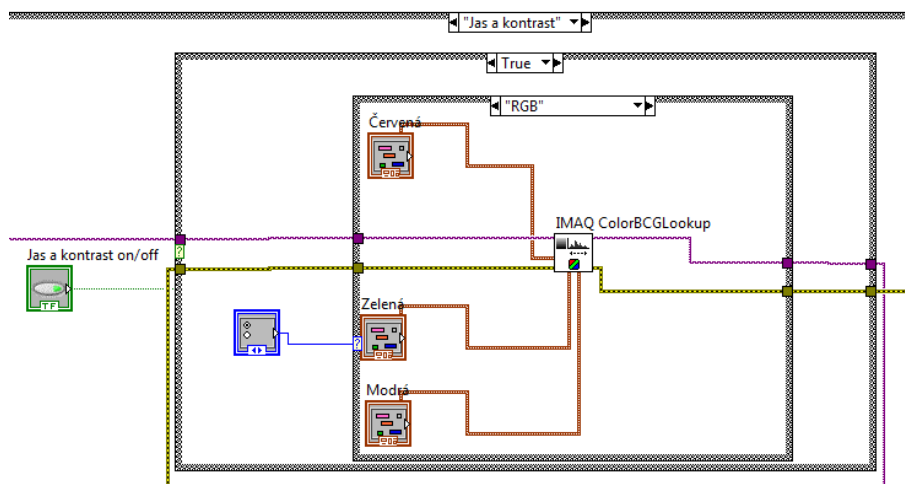 "Jas a kontrast"
True
"RGB"
Červená
IMAQ ColorBCGLookup
?
Jas a kontrast on/off
TF
Zelená
?
Modrá